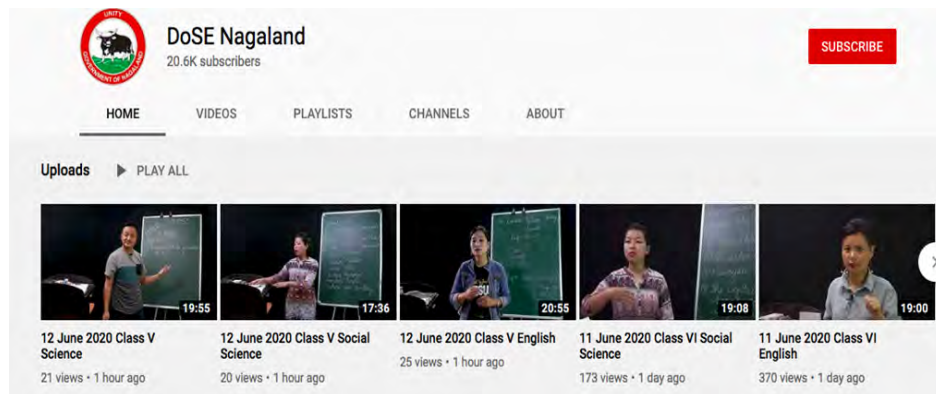 UNITY
GOVERNMENT OF NAGALAND
DoSE Nagaland
20.6K subscribers
SUBSCRIBE
HOME VIDEOS PLAYLISTS CHANNELS ABOUT
Uploads PLAY ALL
19:55 17:36 20:55 19:08 19:00
12 June 2020 Class V Science
21 views • 1 hour ago
12 June 2020 Class V Social Science
20 views • 1 hour ago
12 June 2020 Class V English
25 views • 1 hour ago
11 June 2020 Class VI Social Science
173 views • 1 day ago
11 June 2020 Class VI English
370 views • 1 day ago